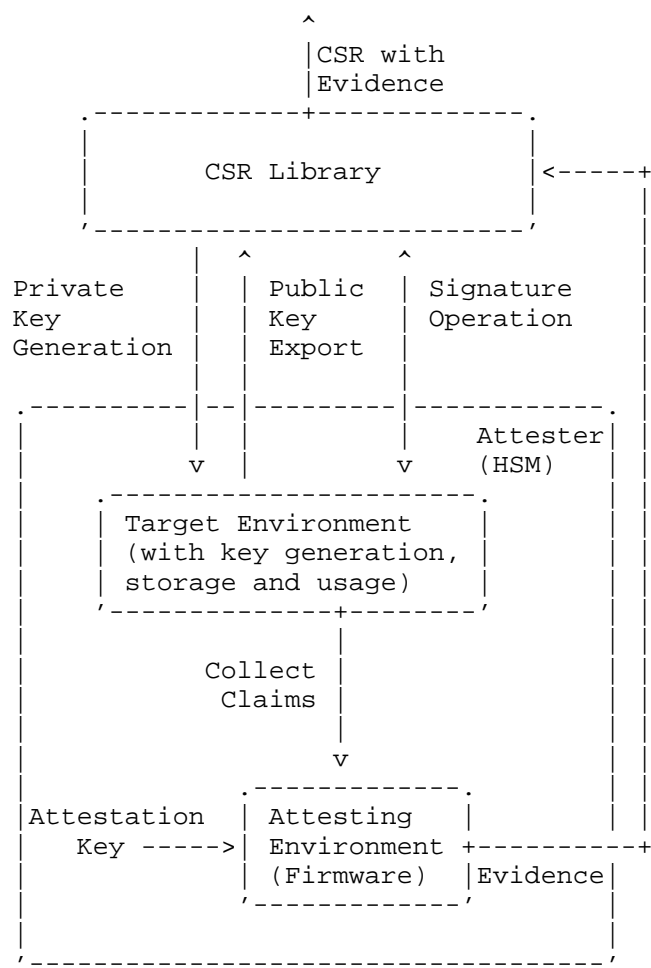 CSR with
Evidence
CSR Library
Private Public Signature
Key Key Operation
Generation Export
Attester
(HSM)
Target Environment
(with key generation,
storage and usage)
Collect
Claims
Attestation Attesting
Key Environment
(Firmware) Evidence